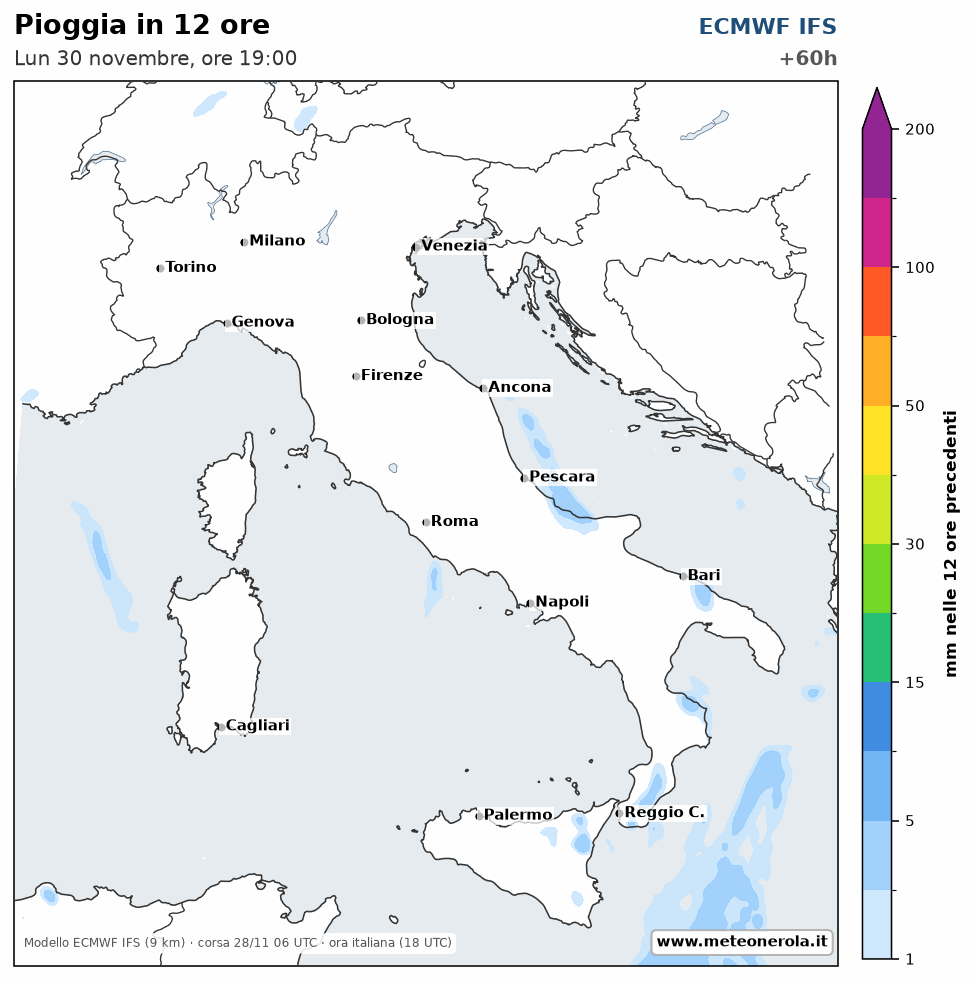 Pioggia in 12 ore
ECMWF IFS
Lun 30 novembre, ore 19:00
+60h
200
100
50
30
15
5
1
mm nelle 12 ore precedenti
Milano
Venezia
Torino
Genova
Bologna
Firenze
Ancona
Pescara
Roma
Bari
Napoli
Cagliari
Palermo
Reggio C.
Modello ECMWF IFS (9 km) · corsa 28/11 06 UTC · ora italiana (18 UTC)
www.meteonerola.it